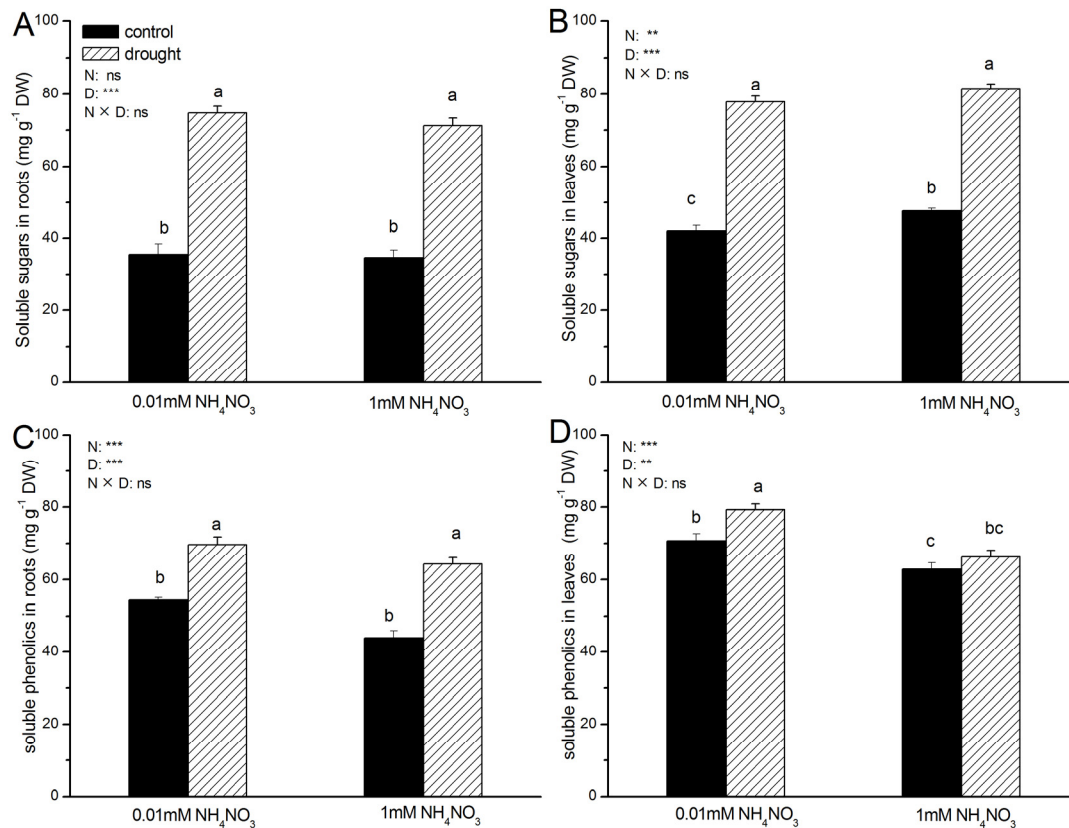 A
control
drought
N: ns
D: ***
N × D: ns
Soluble sugars in roots (mg g⁻¹ DW)
100
80
60
40
20
0
b
a
b
a
0.01mM NH₄NO₃
1mM NH₄NO₃
B
N: **
D: ***
N × D: ns
Soluble sugars in leaves (mg g⁻¹ DW)
100
80
60
40
20
0
c
a
b
a
0.01mM NH₄NO₃
1mM NH₄NO₃
C
N: ***
D: ***
N × D: ns
soluble phenolics in roots (mg g⁻¹ DW)
100
80
60
40
20
0
b
a
b
a
0.01mM NH₄NO₃
1mM NH₄NO₃
D
N: ***
D: **
N × D: ns
soluble phenolics in leaves (mg g⁻¹ DW)
100
80
60
40
20
0
b
a
c
bc
0.01mM NH₄NO₃
1mM NH₄NO₃